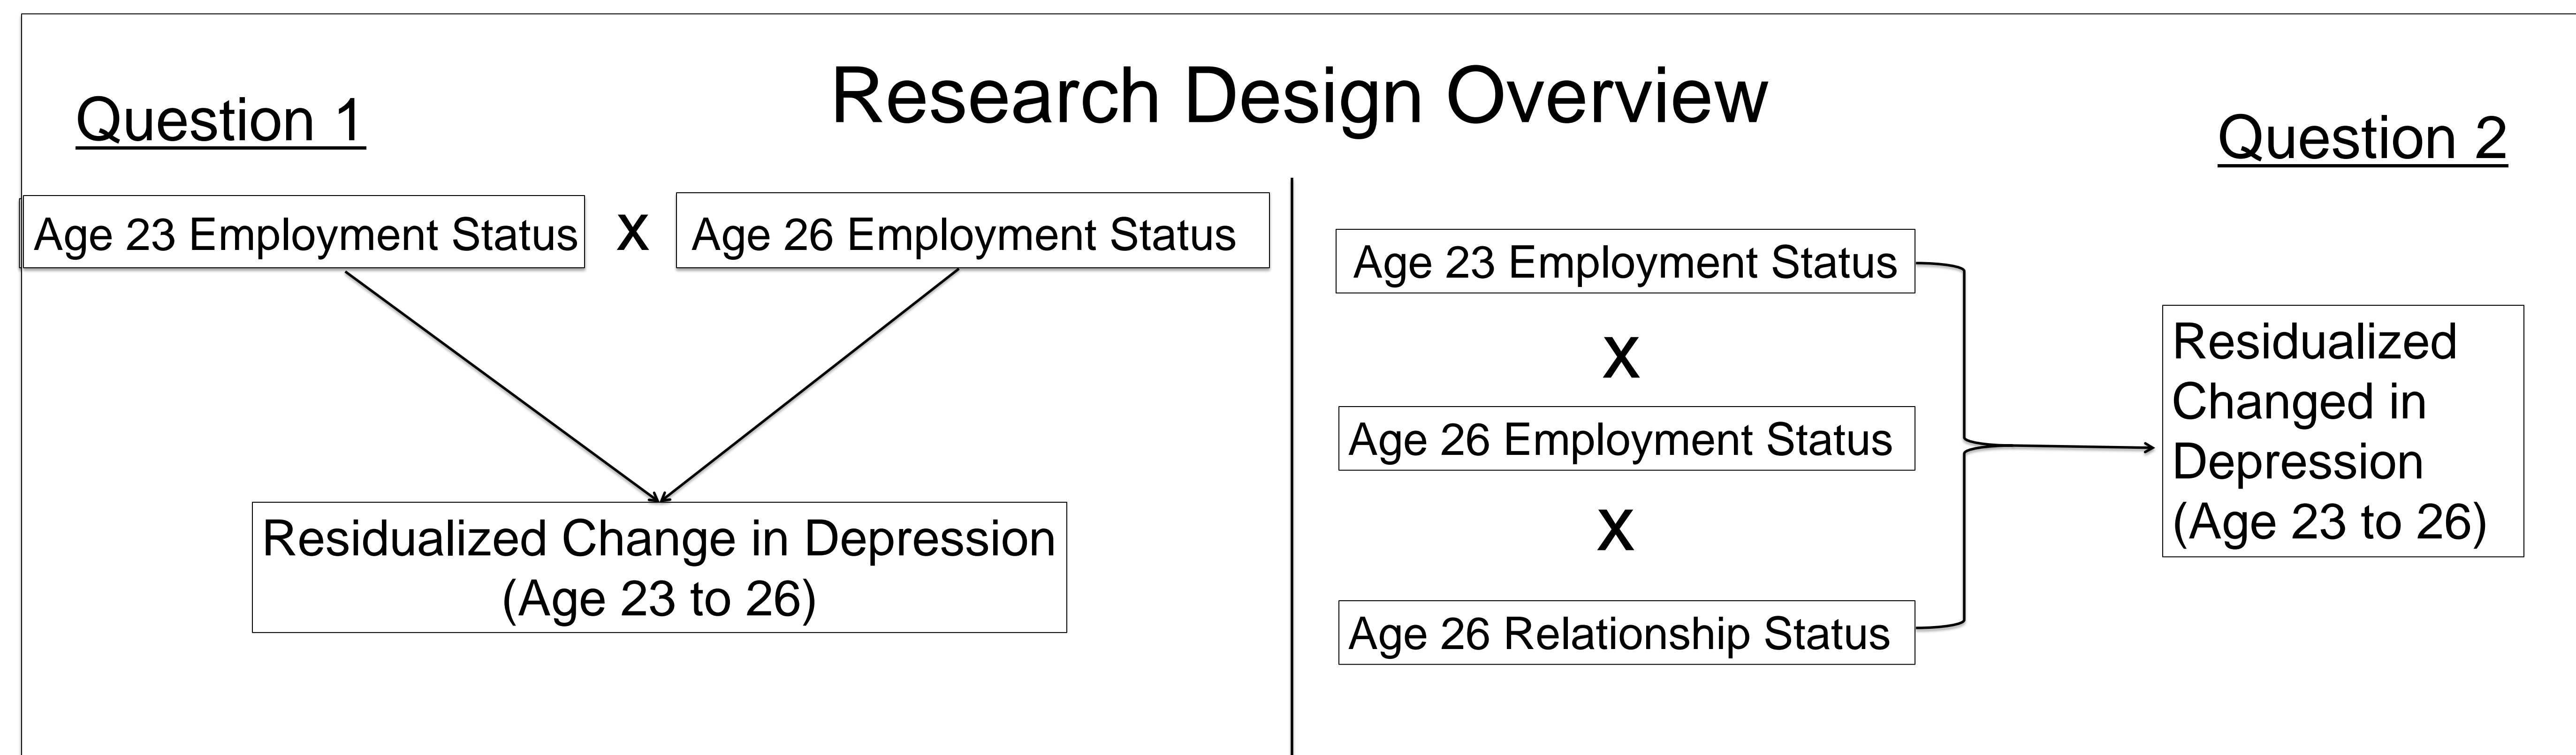 Research Design Overview
Question 1
Age 23 Employment Status x Age 26 Employment Status
Residualized Change in Depression
(Age 23 to 26)
Question 2
Age 23 Employment Status
x
Age 26 Employment Status
x
Age 26 Relationship Status
Residualized
Changed in
Depression
(Age 23 to 26)